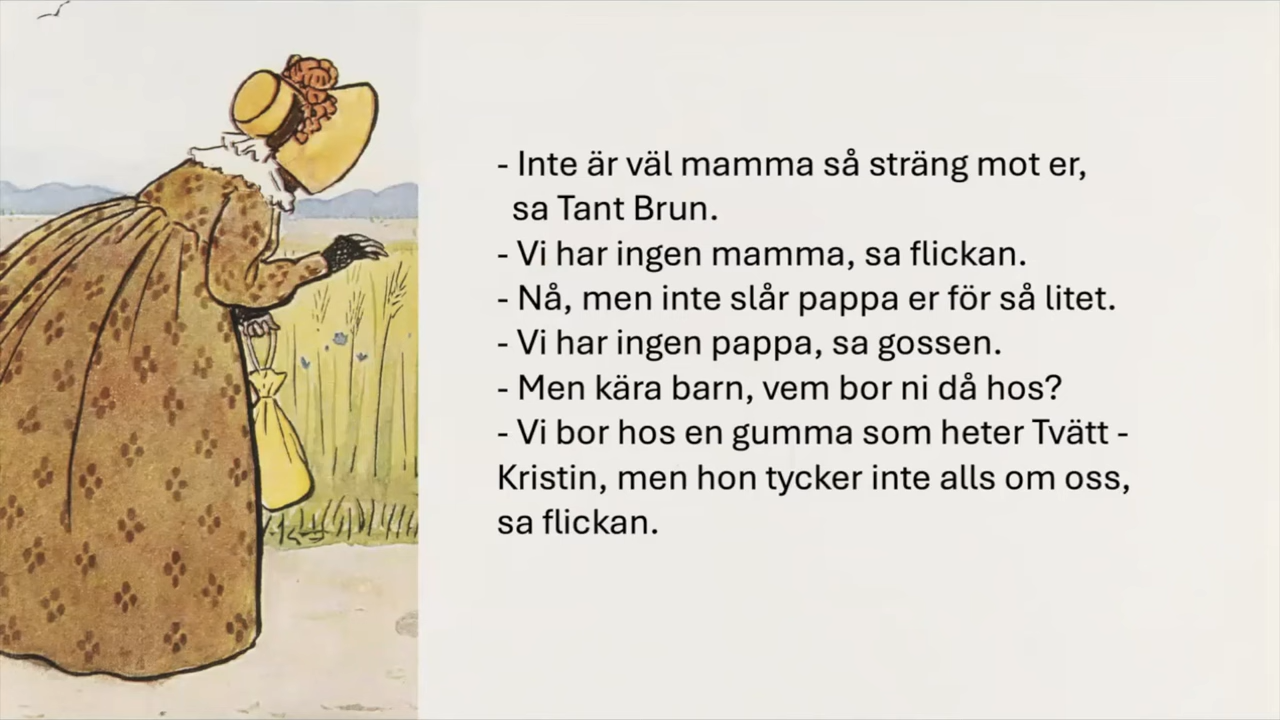 - Inte är väl mamma så sträng mot er,
sa Tant Brun.
- Vi har ingen mamma, sa flickan.
- Nå, men inte slår pappa er för så litet.
- Vi har ingen pappa, sa gossen.
- Men kära barn, vem bor ni då hos?
- Vi bor hos en gumma som heter Tvätt -
Kristin, men hon tycker inte alls om oss,
sa flickan.